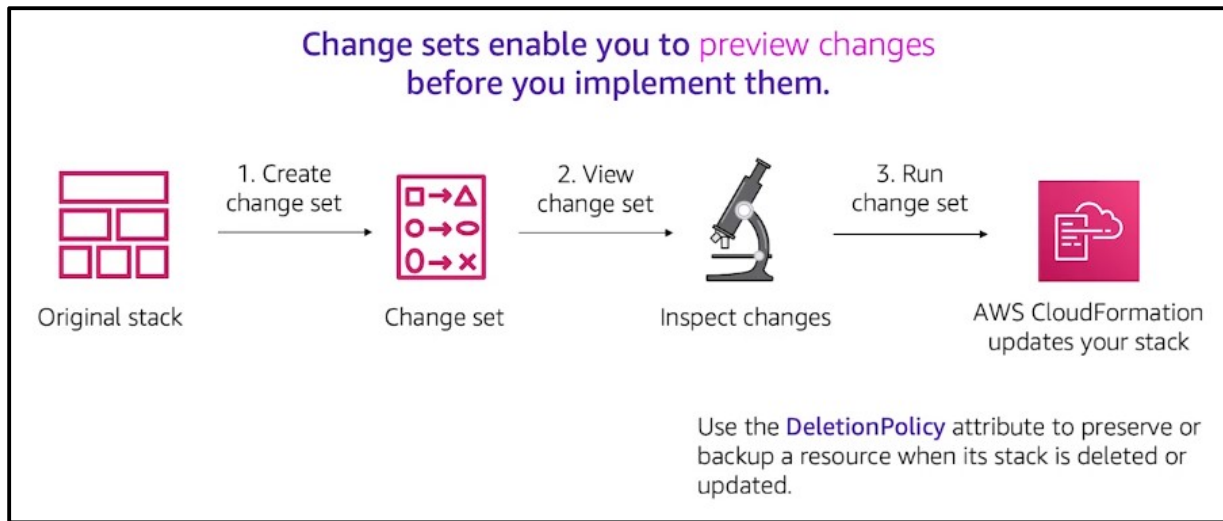 Change sets enable you to preview changes
before you implement them.
1. Create
change set
2. View
change set
3. Run
change set
Original stack
Change set
Inspect changes
AWS CloudFormation
updates your stack
Use the DeletionPolicy attribute to preserve or
backup a resource when its stack is deleted or
updated.